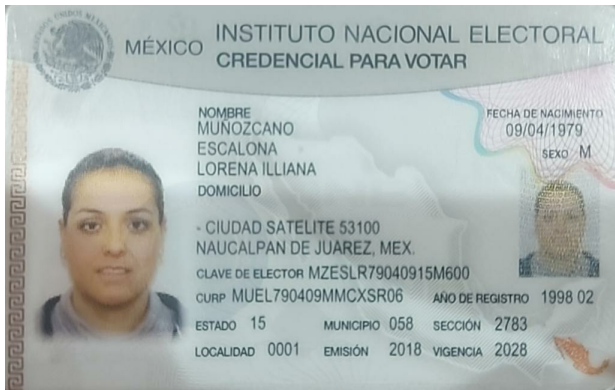 MÉXICO INSTITUTO NACIONAL ELECTORAL
CREDENCIAL PARA VOTAR
NOMBRE
MUÑOZCANO
ESCALONA
LORENA ILLIANA
FECHA DE NACIMIENTO
09/04/1979
SEXO M
DOMICILIO
- CIUDAD SATELITE 53100
NAUCALPAN DE JUAREZ, MEX.
CLAVE DE ELECTOR MZESLR79040915M600
CURP MUEL790409MMCXSR06 AÑO DE REGISTRO 1998 02
ESTADO 15 MUNICIPIO 058 SECCIÓN 2783
LOCALIDAD 0001 EMISIÓN 2018 VIGENCIA 2028